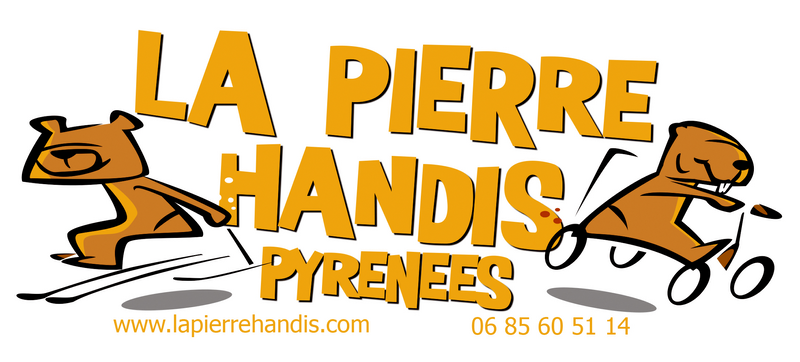 LA PIERRE
HANDIS
PYRENEES
www.lapierrehandis.com
06 85 60 51 14